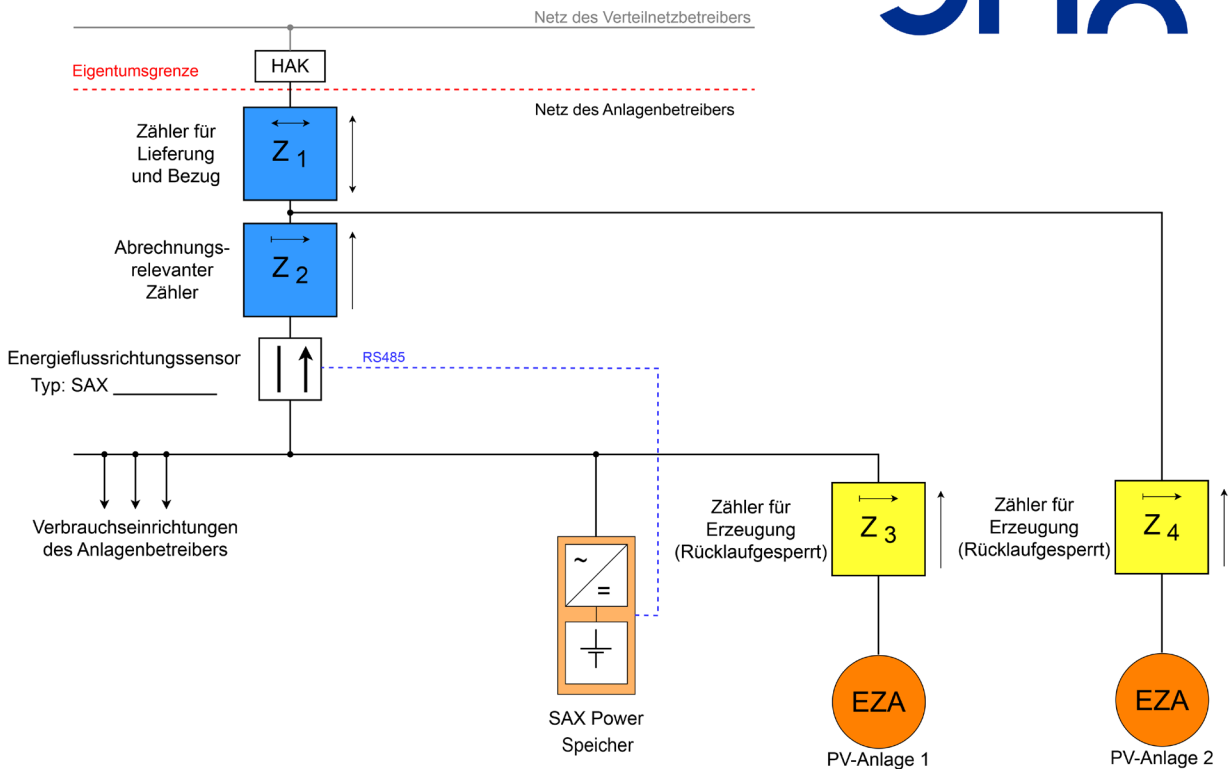 Netz des Verteilnetzbetreibers
HAK
Eigentumsgrenze
Netz des Anlagenbetreibers
Zähler für
Lieferung
und Bezug
Z 1
Abrechnungs-
relevanter
Zähler
Z 2
Energieflussrichtungssensor
Typ: SAX ___________
RS485
Verbrauchseinrichtungen
des Anlagenbetreibers
~
=
SAX Power
Speicher
Zähler für
Erzeugung
(Rücklaufgesperrt)
Z 3
Zähler für
Erzeugung
(Rücklaufgesperrt)
Z 4
EZA
PV-Anlage 1
EZA
PV-Anlage 2